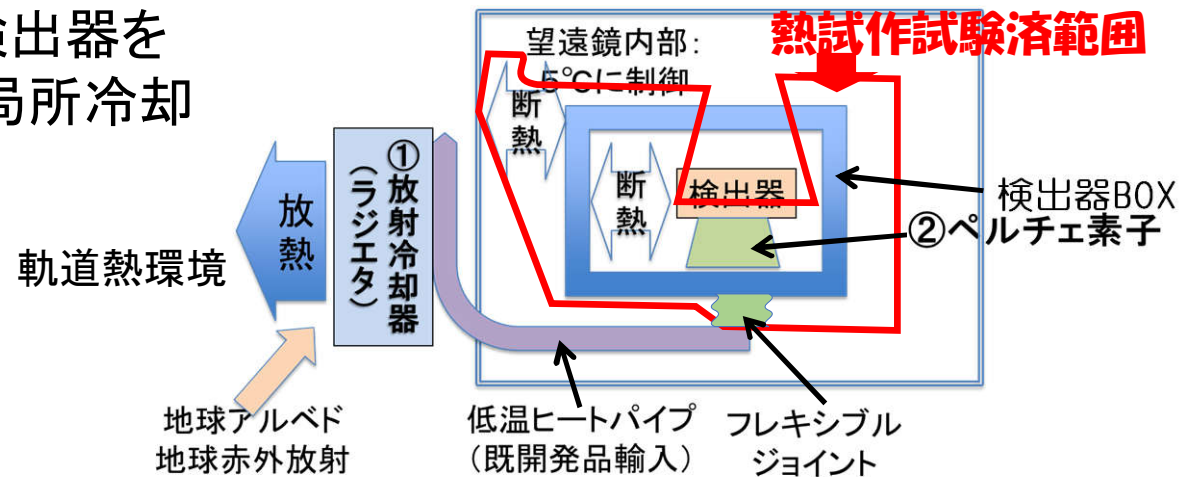 検出器を
局所冷却
望遠鏡内部：
5℃に制御
熱試作試験済範囲
断熱
断熱
検出器
検出器BOX
②ペルチェ素子
①放射冷却器
（ラジエタ）
放熱
軌道熱環境
地球アルベド
地球赤外放射
低温ヒートパイプ
（既開発品輸入）
フレキシブル
ジョイント